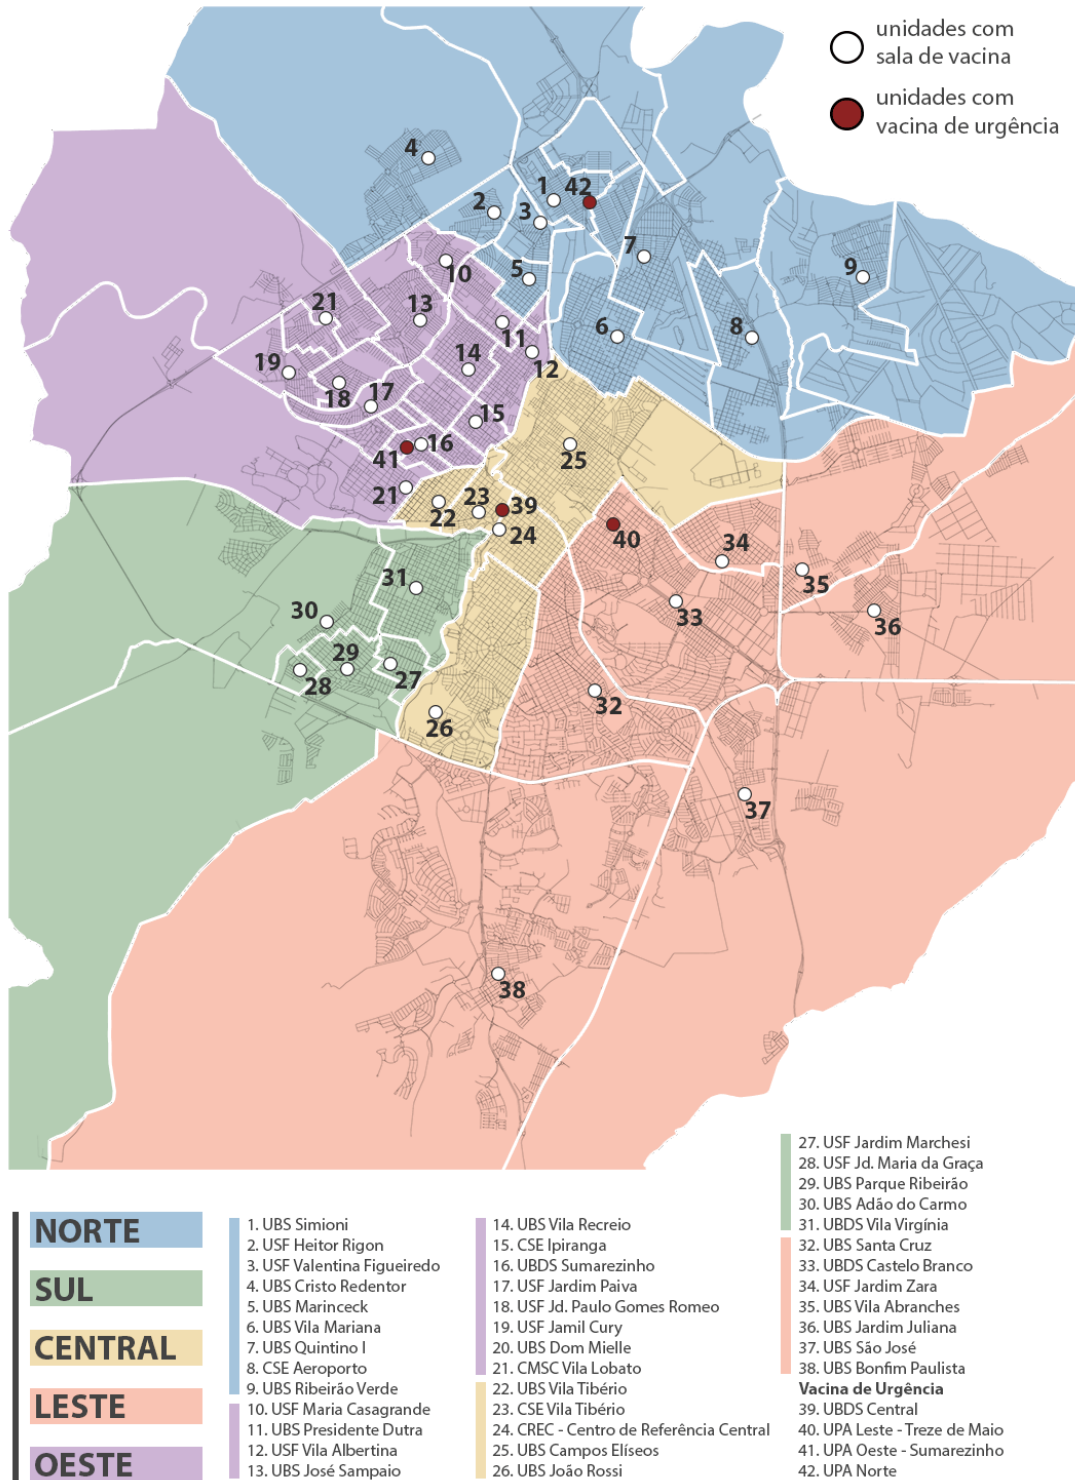 unidades com
sala de vacina
unidades com
vacina de urgência
4
1
42
2
3
7
5
9
10
21
13
6
8
11
19
14
12
18
17
15
16
41
25
21
22
23
39
24
40
34
31
35
30
33
36
29
28
27
32
26
37
38
NORTE
SUL
CENTRAL
LESTE
OESTE
1. UBS Simioni
2. USF Heitor Rigon
3. USF Valentina Figueiredo
4. UBS Cristo Redentor
5. UBS Marinceck
6. UBS Vila Mariana
7. UBS Quintino I
8. CSE Aeroporto
9. UBS Ribeirão Verde
10. USF Maria Casagrande
11. UBS Presidente Dutra
12. USF Vila Albertina
13. UBS José Sampaio
14. UBS Vila Recreio
15. CSE Ipiranga
16. UBDS Sumarezinho
17. USF Jardim Paiva
18. USF Jd. Paulo Gomes Romeo
19. USF Jamil Cury
20. UBS Dom Mielle
21. CMSC Vila Lobato
22. UBS Vila Tibério
23. CSE Vila Tibério
24. CREC - Centro de Referência Central
25. UBS Campos Elíseos
26. UBS João Rossi
27. USF Jardim Marchesi
28. USF Jd. Maria da Graça
29. UBS Parque Ribeirão
30. UBS Adão do Carmo
31. UBDS Vila Virgínia
32. UBS Santa Cruz
33. UBDS Castelo Branco
34. USF Jardim Zara
35. UBS Vila Abranches
36. UBS Jardim Juliana
37. UBS São José
38. UBS Bonfim Paulista
Vacina de Urgência
39. UBDS Central
40. UPA Leste - Treze de Maio
41. UPA Oeste - Sumarezinho
42. UPA Norte